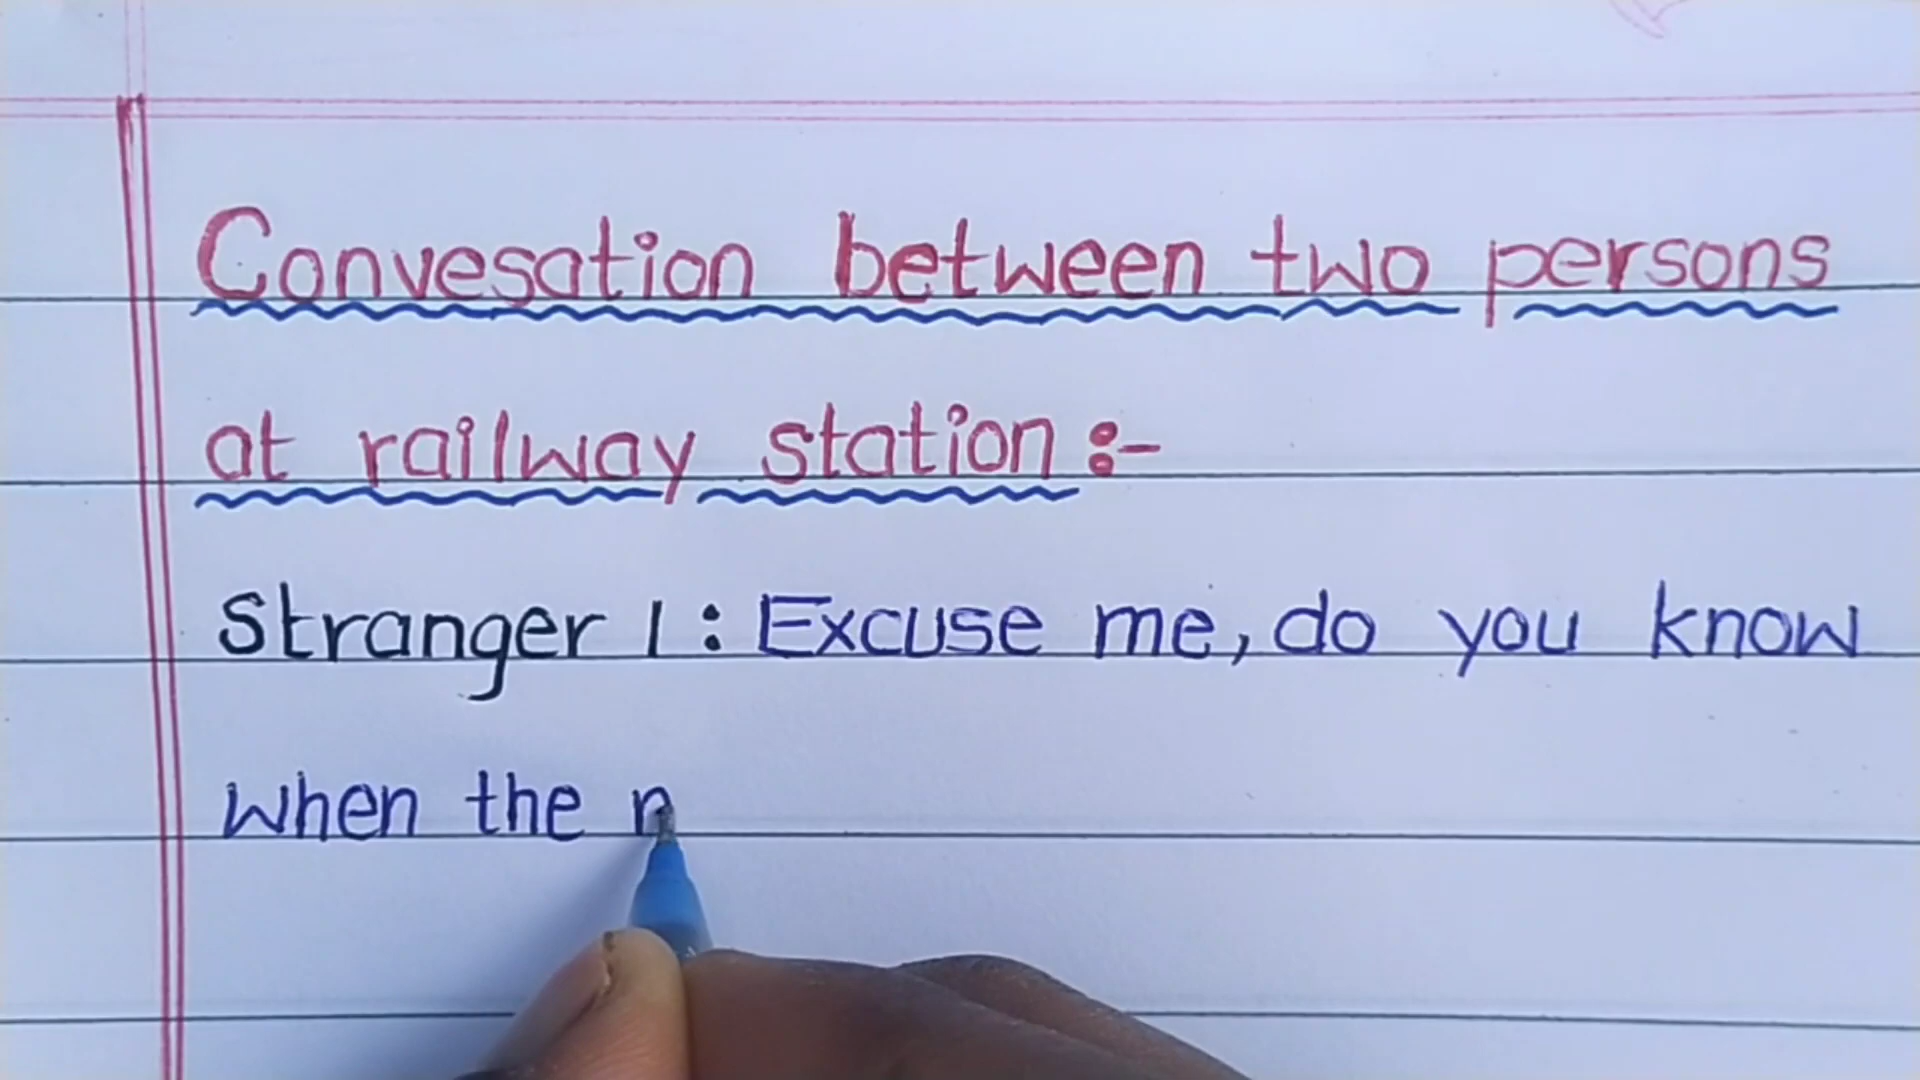 Convesation between two persons
at railway station :-
Stranger 1 : Excuse me, do you know
when the n